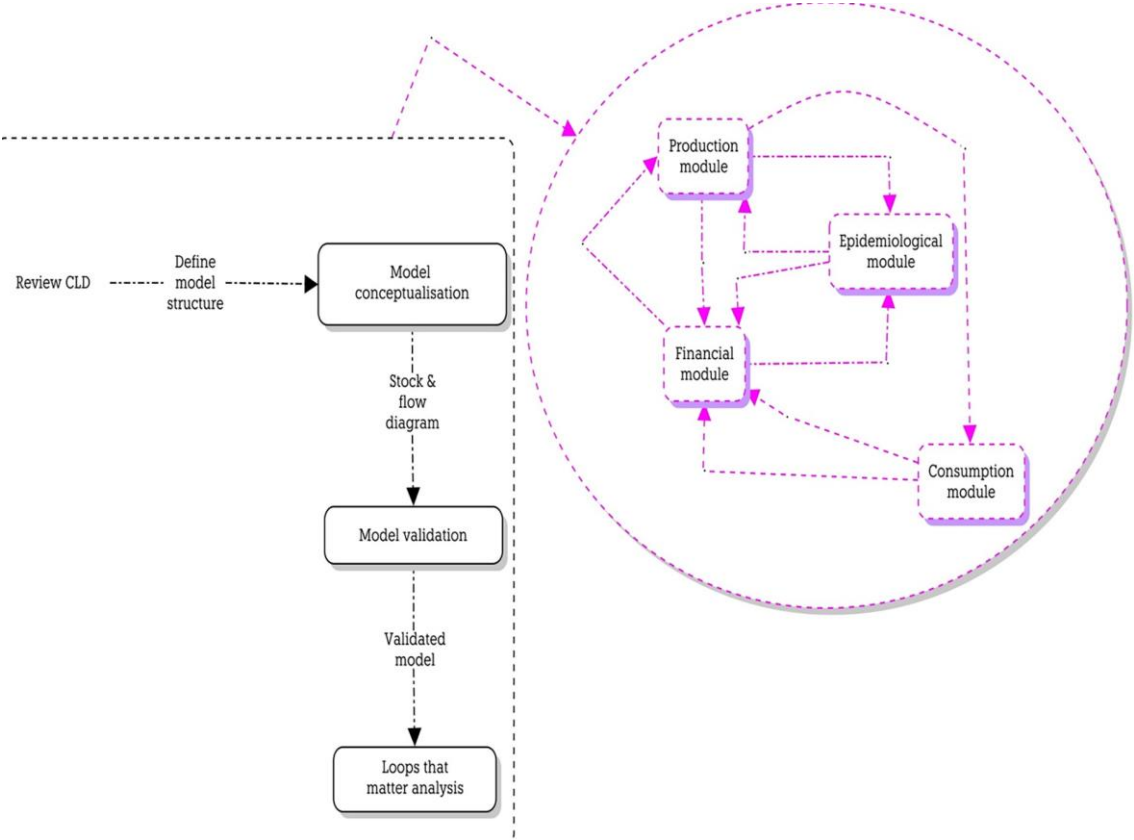 Review CLD
Define
model
structure
Model
conceptualisation
Stock &
flow
diagram
Model validation
Validated
model
Loops that
matter analysis
Production
module
Epidemiological
module
Financial
module
Consumption
module